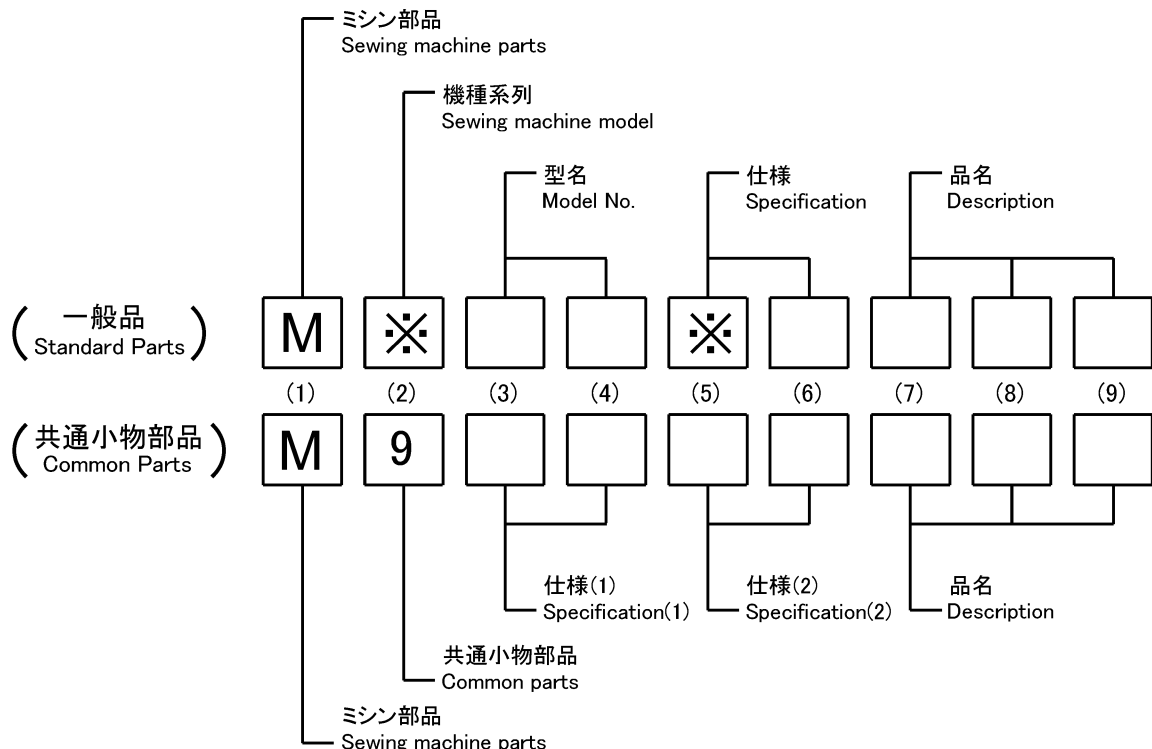 ミシン部品
Sewing machine parts
機種系列
Sewing machine model
型名
Model No.
仕様
Specification
品名
Description
一般品
Standard Parts
M ※ ※
(1) (2) (3) (4) (5) (6) (7) (8) (9)
共通小物部品
Common Parts
M 9
仕様(1)
Specification(1)
仕様(2)
Specification(2)
品名
Description
共通小物部品
Common parts
ミシン部品
Sewing machine parts